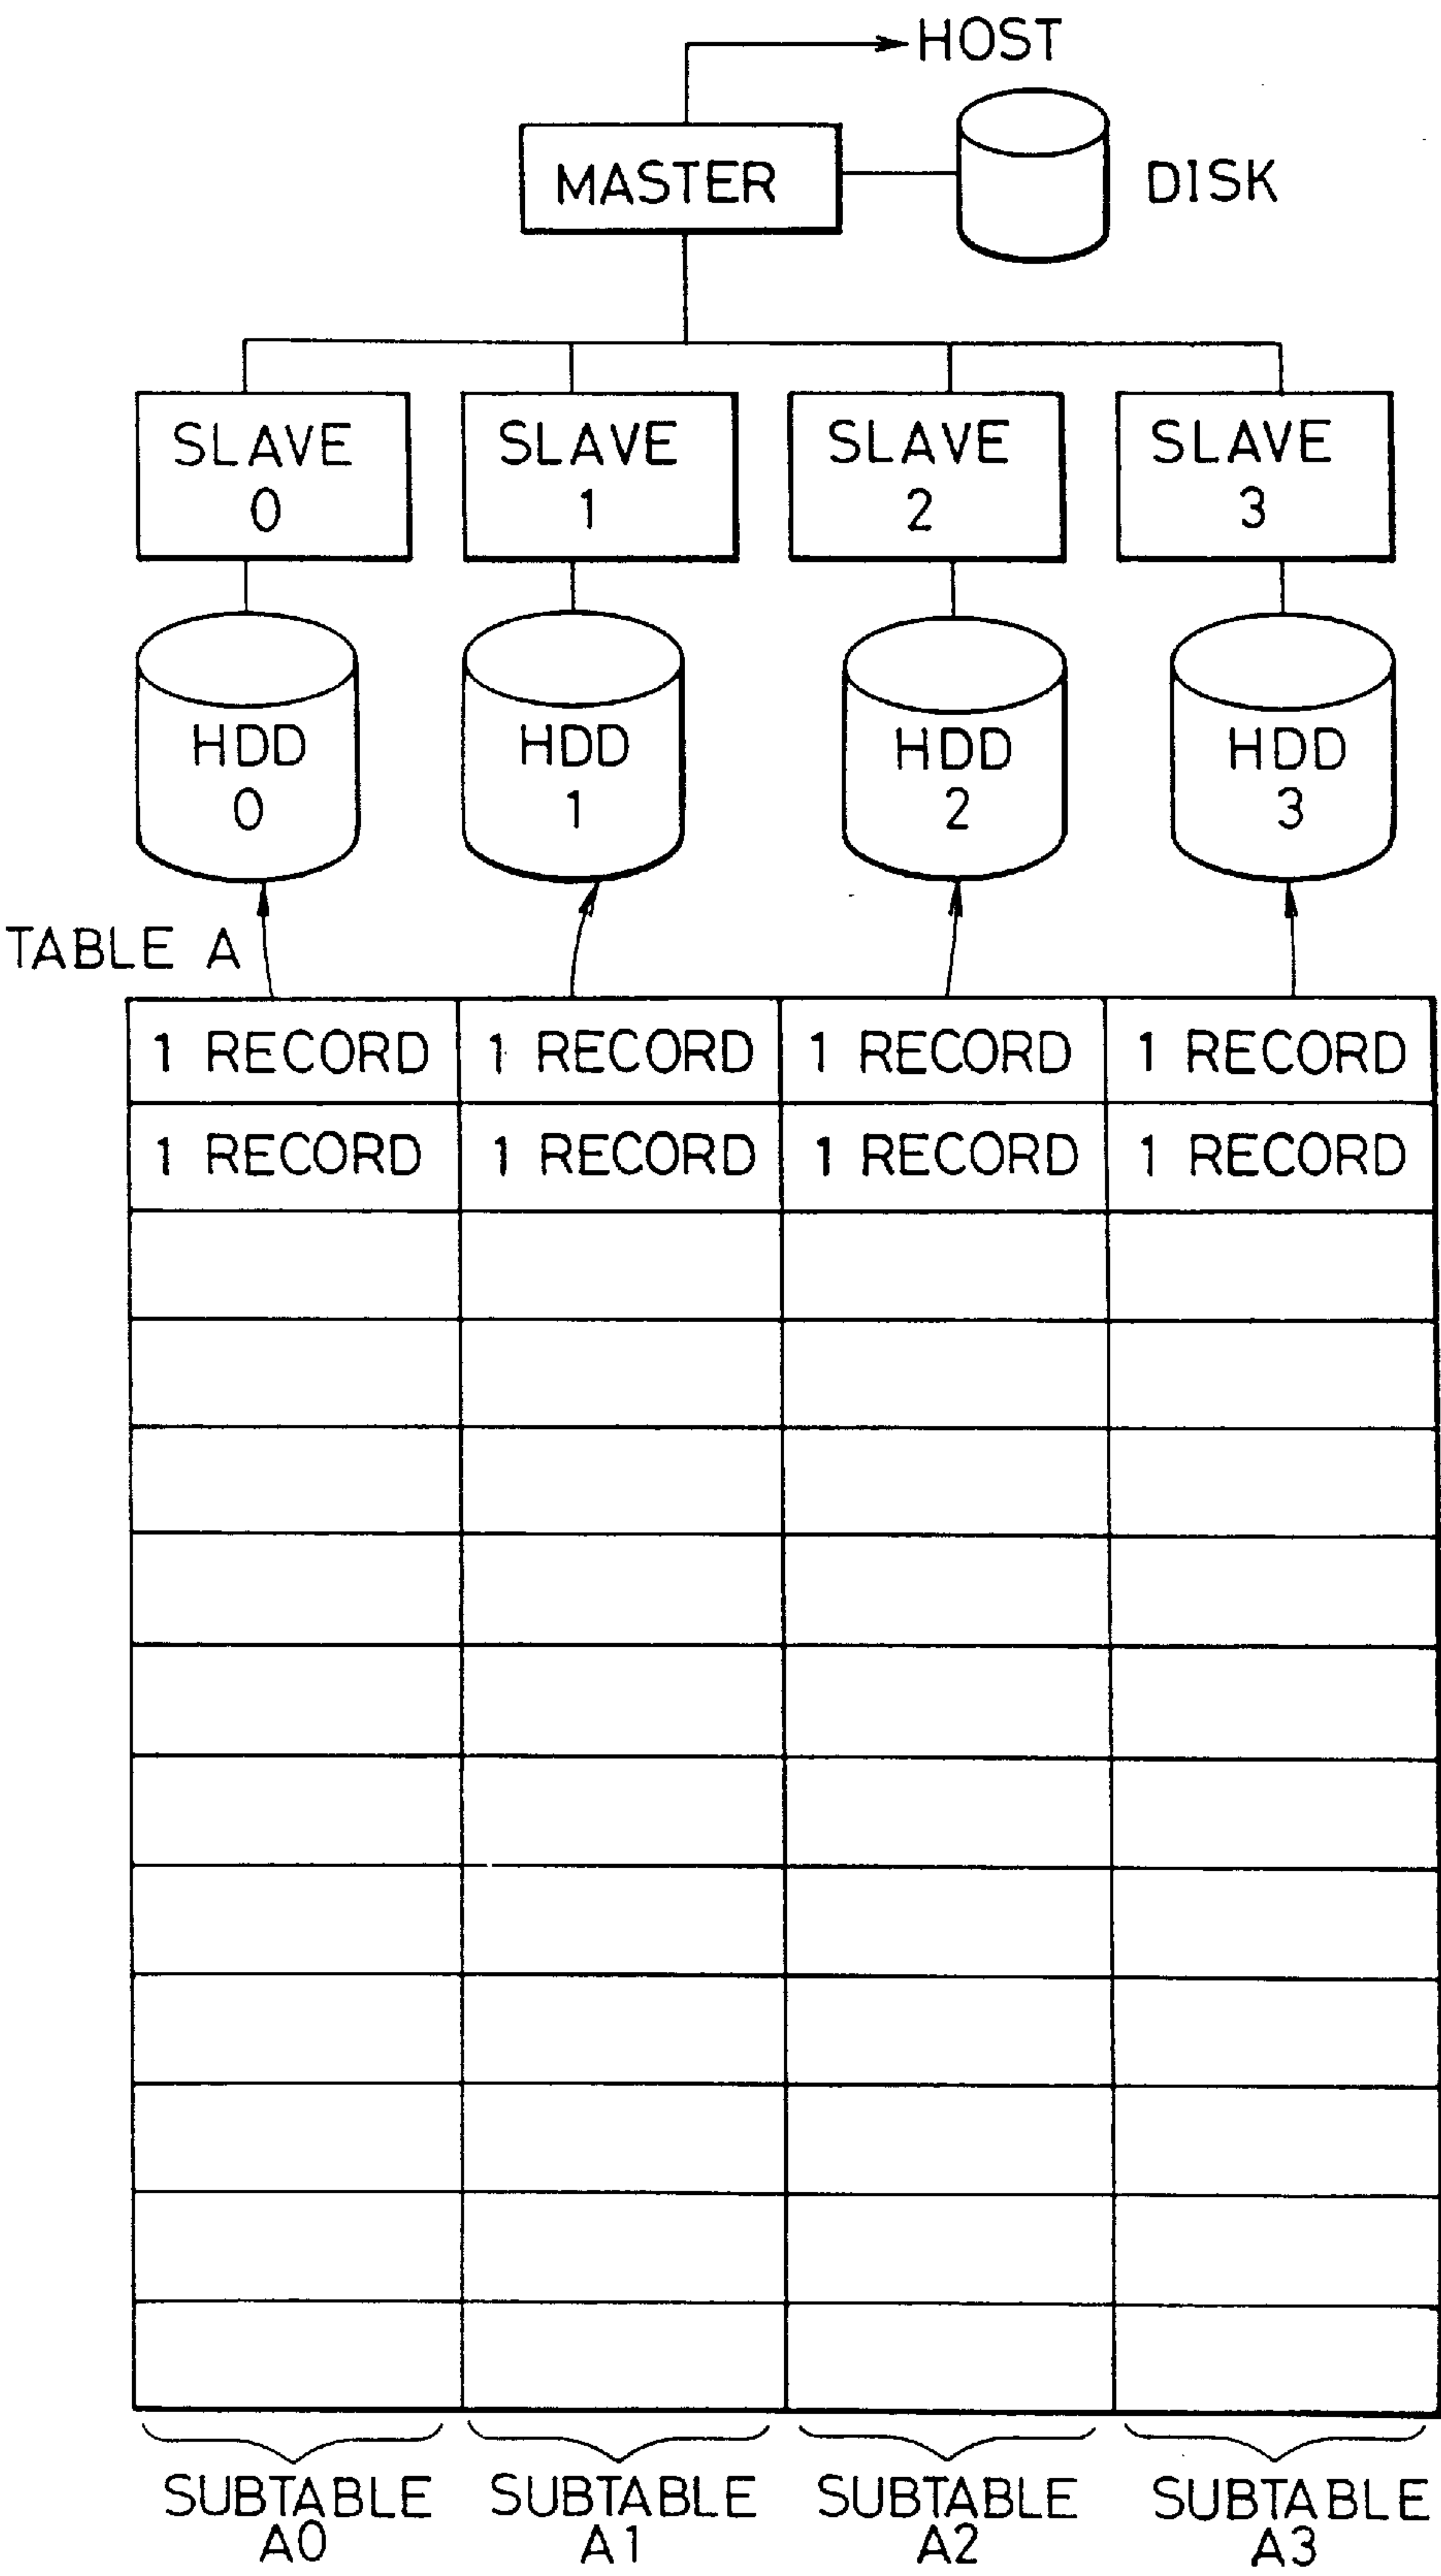 HOST
MASTER
DISK
SLAVE
0
SLAVE
1
SLAVE
2
SLAVE
3
HDD
0
HDD
1
HDD
2
HDD
3
TABLE A
1 RECORD 1 RECORD 1 RECORD 1 RECORD
1 RECORD 1 RECORD 1 RECORD 1 RECORD
SUBTABLE
A0
SUBTABLE
A1
SUBTABLE
A2
SUBTABLE
A3